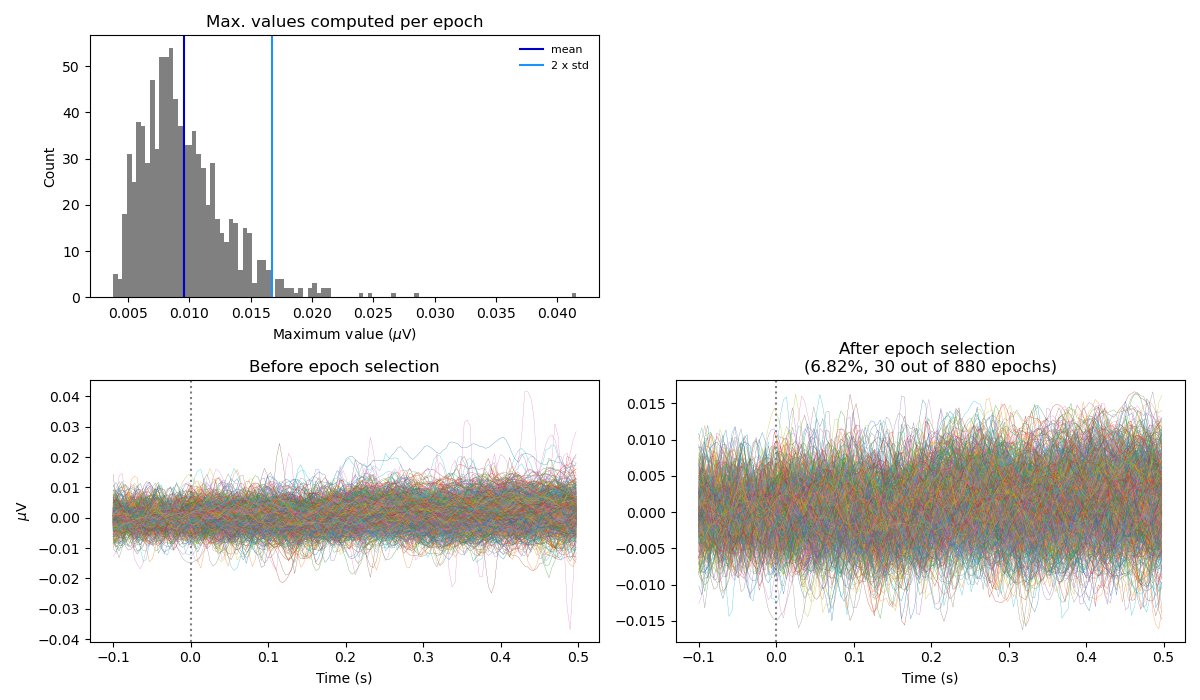 Max. values computed per epoch
mean
2 x std
Count
50
40
30
20
10
0
0.005 0.010 0.015 0.020 0.025 0.030 0.035 0.040
Maximum value (μV)
Before epoch selection
μV
0.04
0.03
0.02
0.01
0.00
−0.01
−0.02
−0.03
−0.04
−0.1 0.0 0.1 0.2 0.3 0.4 0.5
Time (s)
After epoch selection
(6.82%, 30 out of 880 epochs)
0.015
0.010
0.005
0.000
−0.005
−0.010
−0.015
−0.1 0.0 0.1 0.2 0.3 0.4 0.5
Time (s)